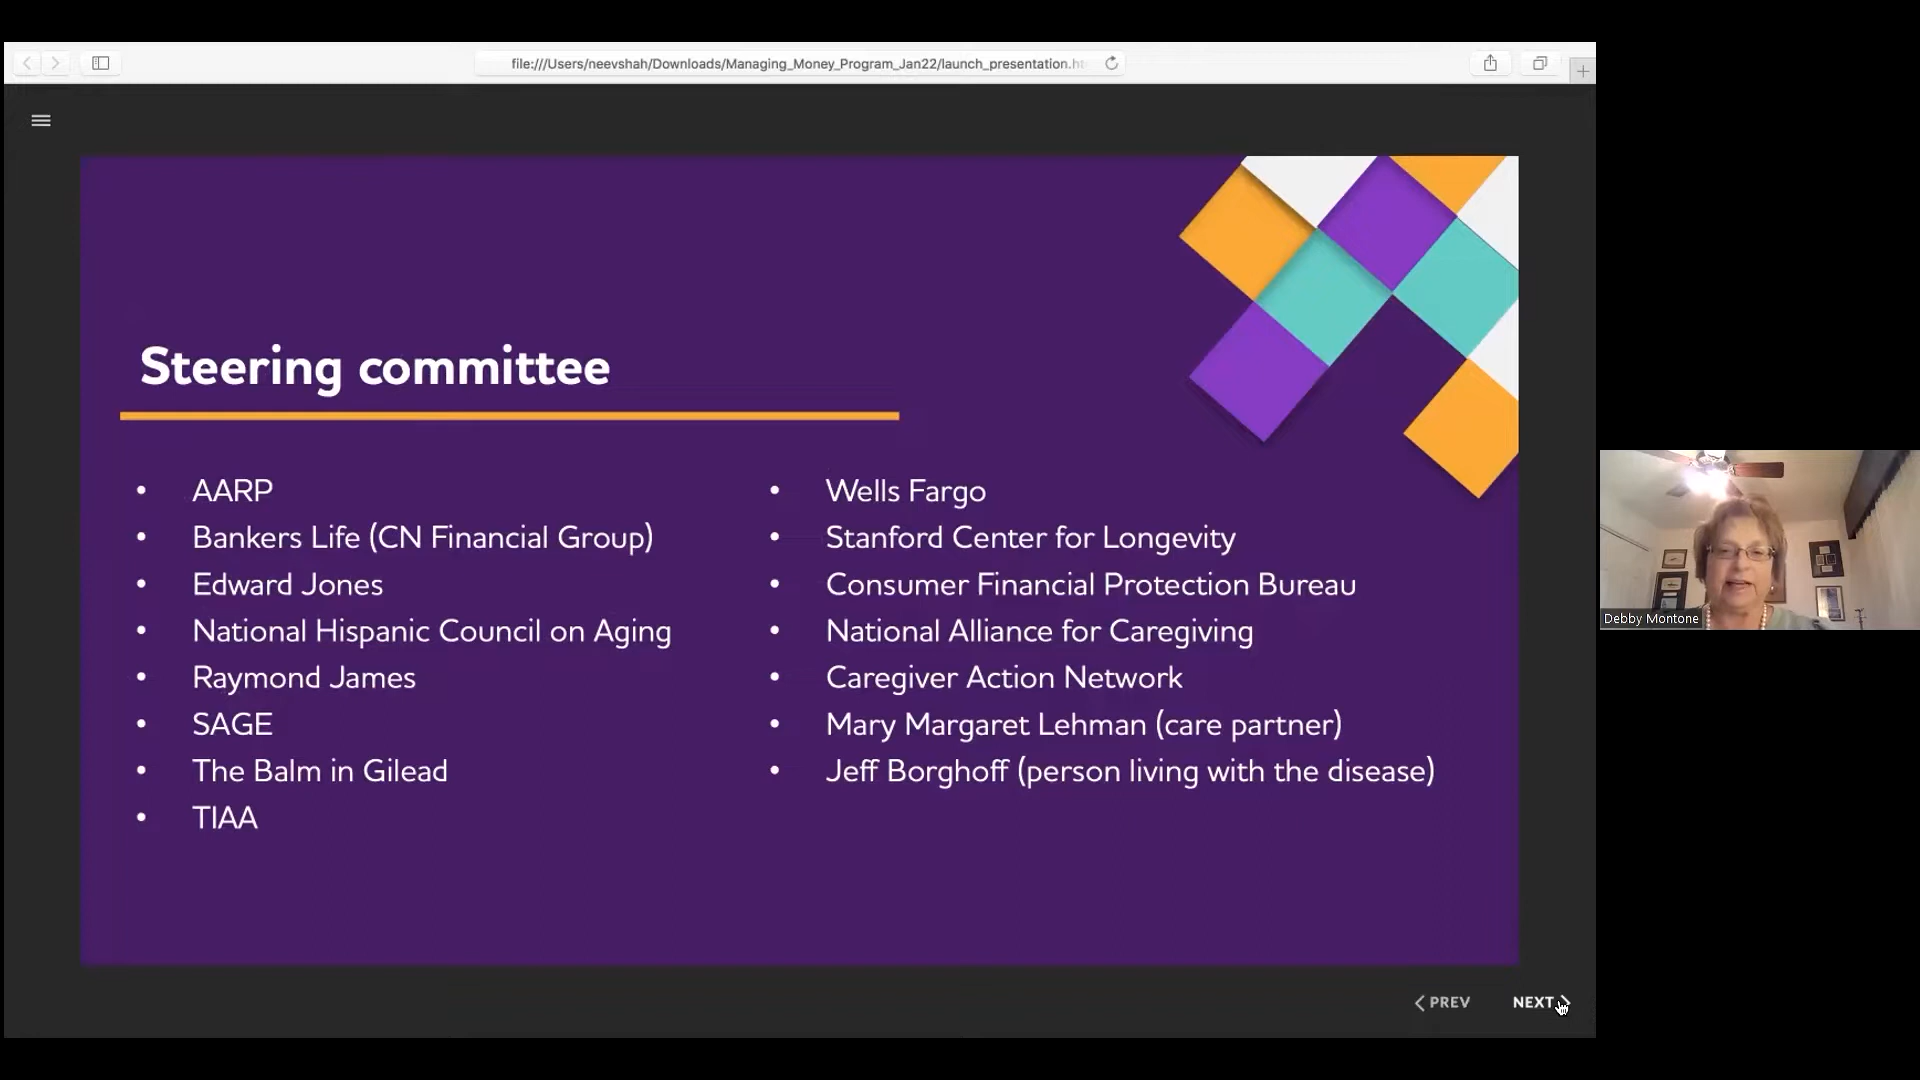 file:///Users/neevshah/Downloads/Managing_Money_Program_Jan22/launch_presentation.ht
Steering committee
• AARP
• Bankers Life (CN Financial Group)
• Edward Jones
• National Hispanic Council on Aging
• Raymond James
• SAGE
• The Balm in Gilead
• TIAA
• Wells Fargo
• Stanford Center for Longevity
• Consumer Financial Protection Bureau
• National Alliance for Caregiving
• Caregiver Action Network
• Mary Margaret Lehman (care partner)
• Jeff Borghoff (person living with the disease)
Debby Montone
PREV
NEXT